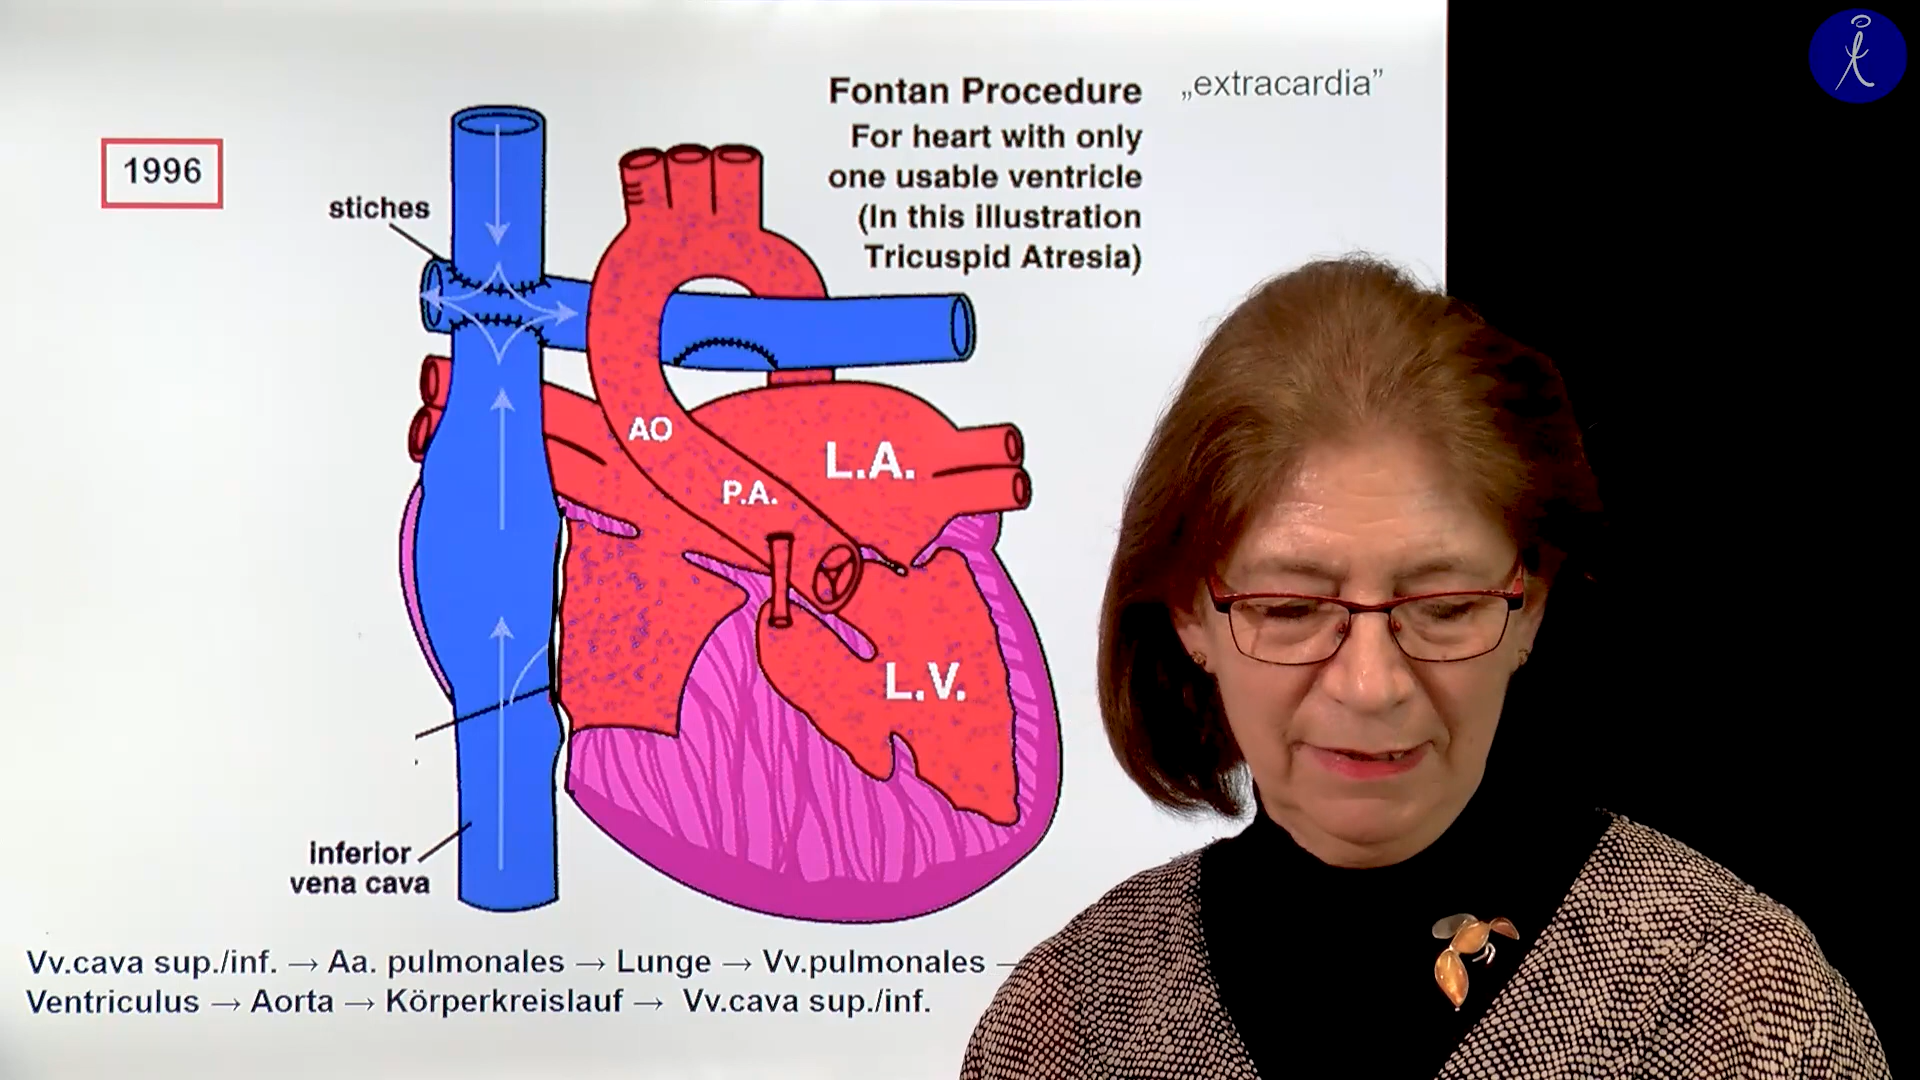 1996
Fontan Procedure
For heart with only
one usable ventricle
(In this illustration
Tricuspid Atresia)
„extracardia”
stiches
AO
P.A.
L.A.
L.V.
inferior
vena cava
Vv.cava sup./inf. → Aa. pulmonales → Lunge → Vv.pulmonales →
Ventriculus → Aorta → Körperkreislauf → Vv.cava sup./inf.